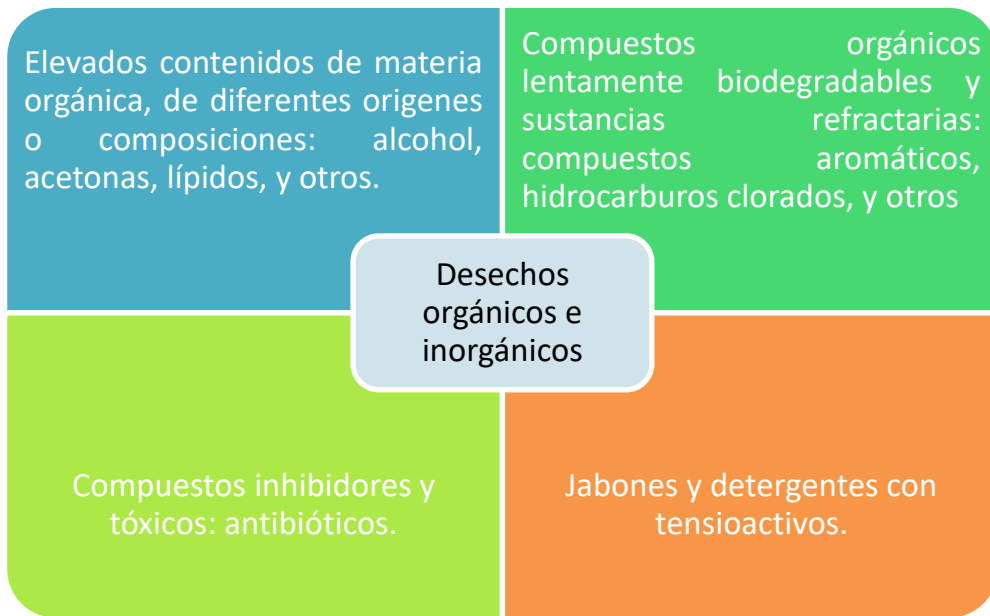 Elevados contenidos de materia
orgánica, de diferentes origenes
o composiciones: alcohol,
acetonas, lípidos, y otros.
Compuestos orgánicos
lentamente biodegradables y
sustancias refractarias:
compuestos aromáticos,
hidrocarburos clorados, y otros
Desechos
orgánicos e
inorgánicos
Compuestos inhibidores y
tóxicos: antibióticos.
Jabones y detergentes con
tensioactivos.